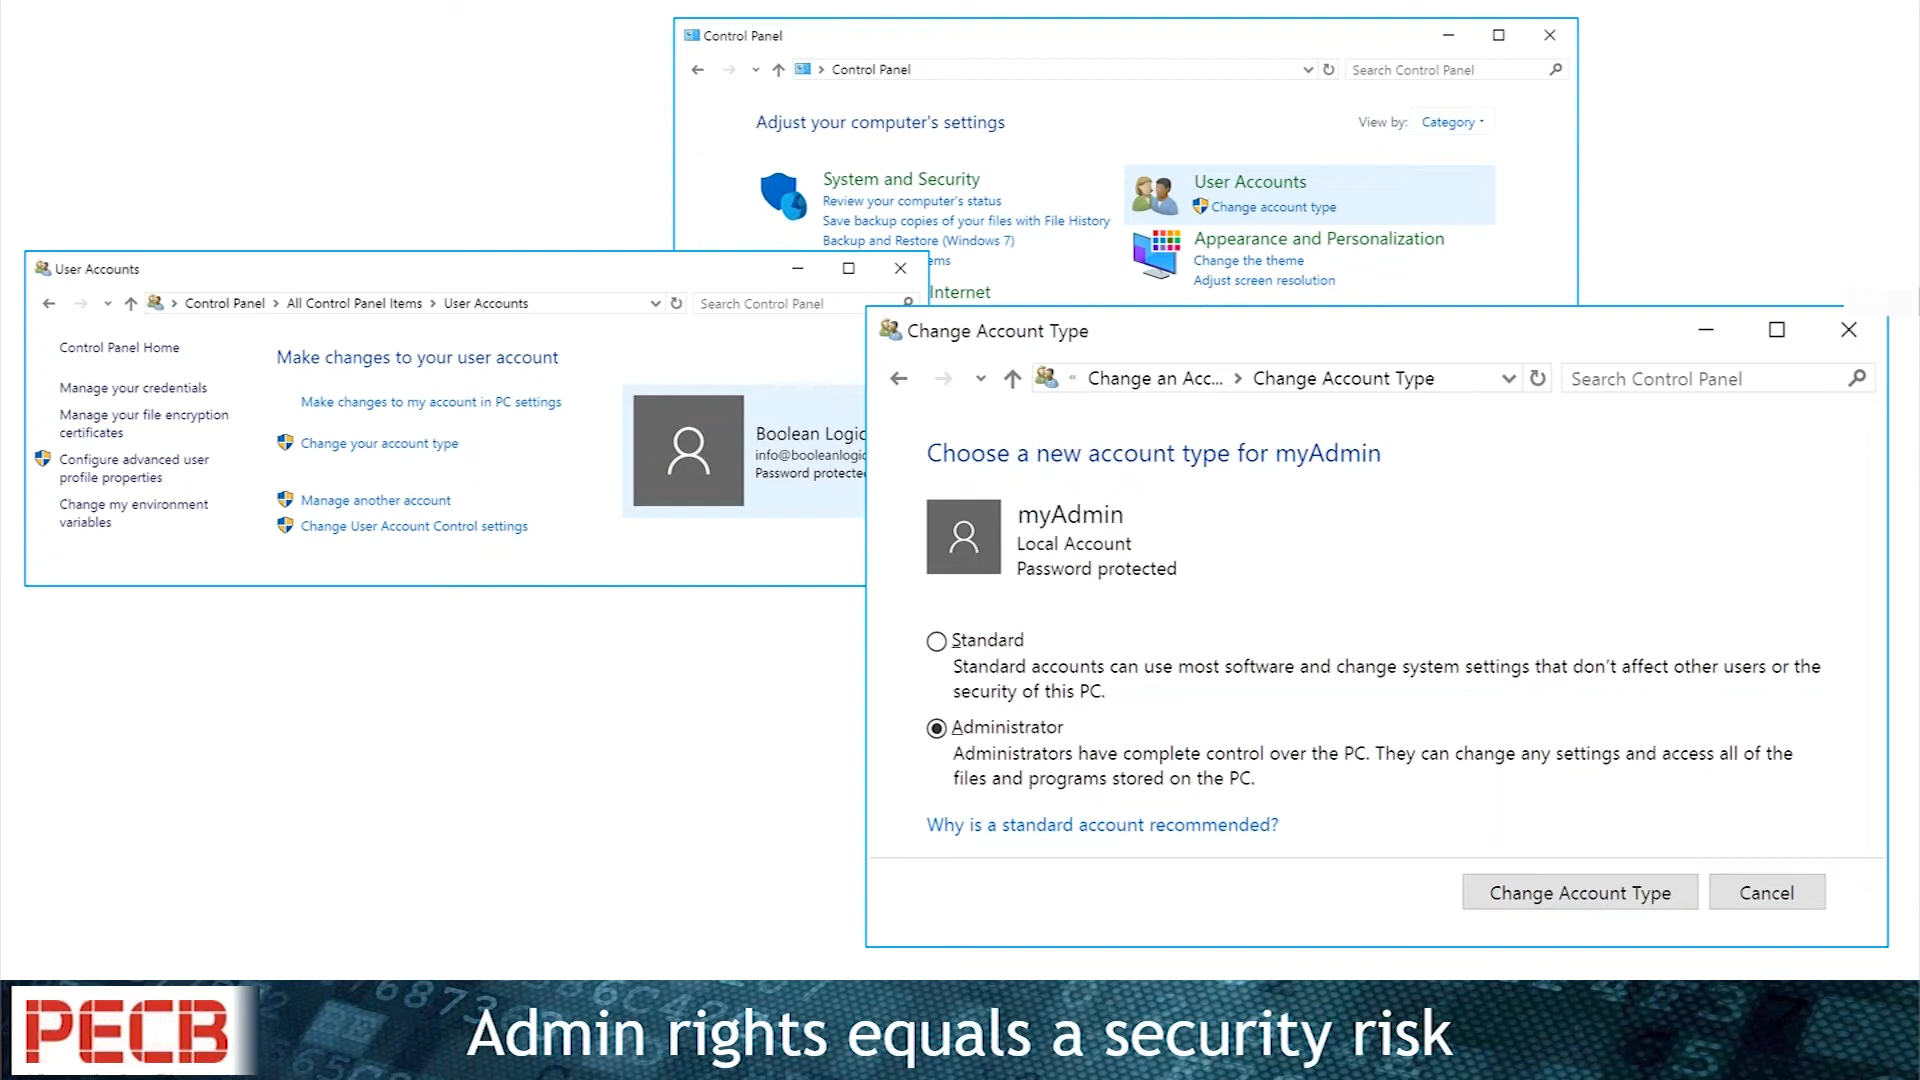 Control Panel
Control Panel
Search Control Panel
Adjust your computer's settings
View by: Category
System and Security
Review your computer's status
Save backup copies of your files with File History
Backup and Restore (Windows 7)
ems
Internet
User Accounts
Change account type
Appearance and Personalization
Change the theme
Adjust screen resolution
User Accounts
Control Panel > All Control Panel Items > User Accounts
Search Control Panel
Control Panel Home
Manage your credentials
Manage your file encryption
certificates
Configure advanced user
profile properties
Change my environment
variables
Make changes to your user account
Make changes to my account in PC settings
Change your account type
Manage another account
Change User Account Control settings
Boolean Logic
info@booleanlogic
Password protecte
Change Account Type
« Change an Acc... > Change Account Type
Search Control Panel
Choose a new account type for myAdmin
myAdmin
Local Account
Password protected
Standard
Standard accounts can use most software and change system settings that don't affect other users or the
security of this PC.
Administrator
Administrators have complete control over the PC. They can change any settings and access all of the
files and programs stored on the PC.
Why is a standard account recommended?
Change Account Type
Cancel
PECB
Admin rights equals a security risk